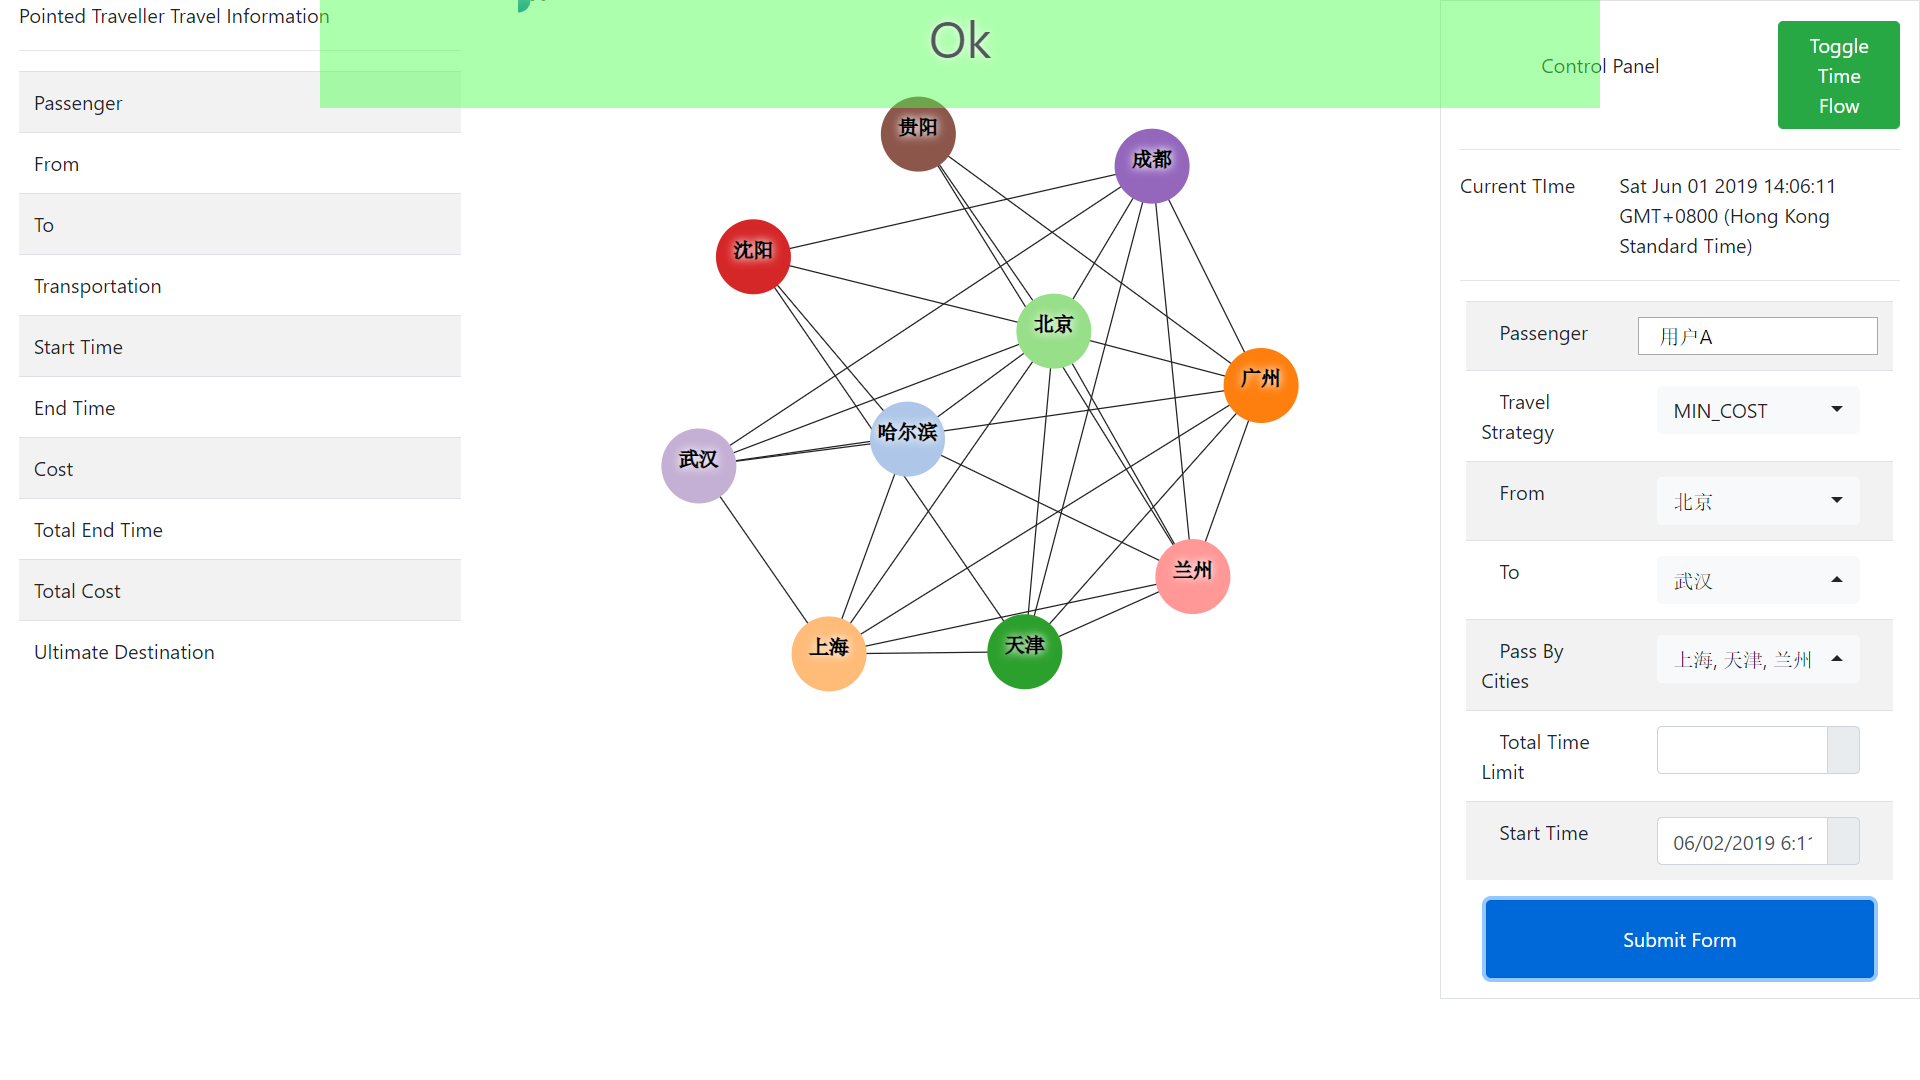 Pointed Traveller Travel Information
Passenger
From
To
Transportation
Start Time
End Time
Cost
Total End Time
Total Cost
Ultimate Destination
Ok
贵阳
成都
沈阳
北京
广州
哈尔滨
武汉
兰州
上海
天津
Control Panel
Toggle
Time
Flow
Current TIme
Sat Jun 01 2019 14:06:11
GMT+0800 (Hong Kong
Standard Time)
Passenger
用户A
Travel
Strategy
MIN_COST
From
北京
To
武汉
Pass By
Cities
上海, 天津, 兰州
Total Time
Limit
Start Time
06/02/2019 6:1
Submit Form